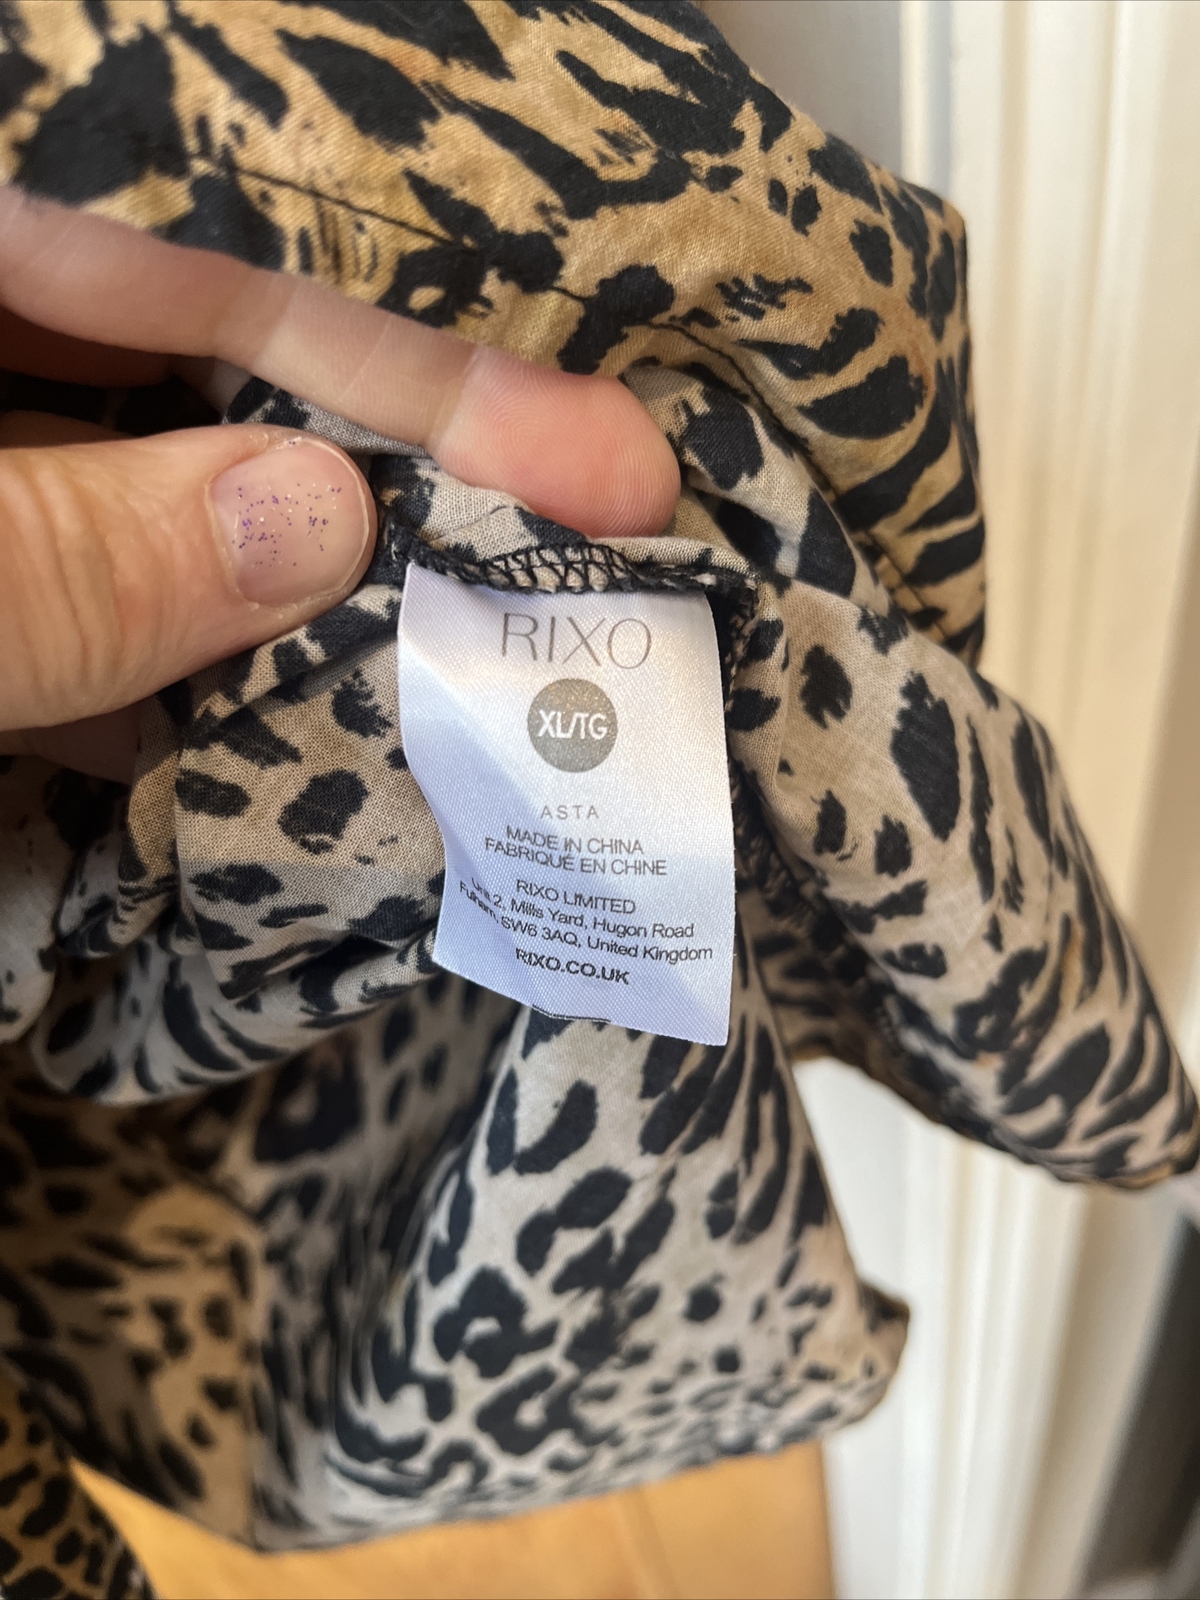 RIXO
XL/TG
ASTA
MADE IN CHINA
FABRIQUÉ EN CHINE
RIXO LIMITED
Unit 2, Mills Yard, Hugon Road
Fulham, SW6 3AQ, United Kingdom
RIXO.CO.UK